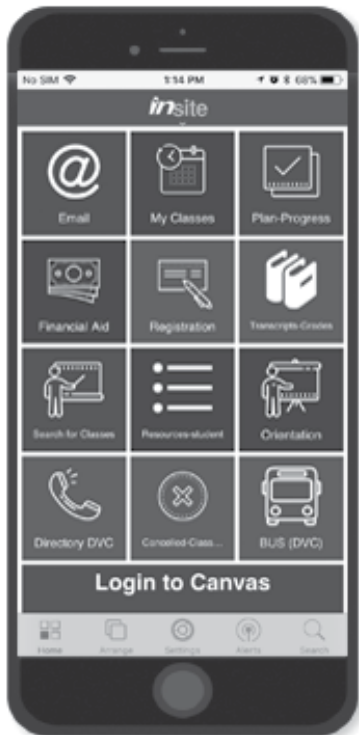 No SIM 1:14 PM 68%
insite
Email My Classes Plan-Progress
Financial Aid Registration Transcripts-Grades
Search for Classes Resources-student Orientation
Directory DVC Cancelled-Class... BUS (DVC)
Login to Canvas
Home Arrange Settings Alerts Search